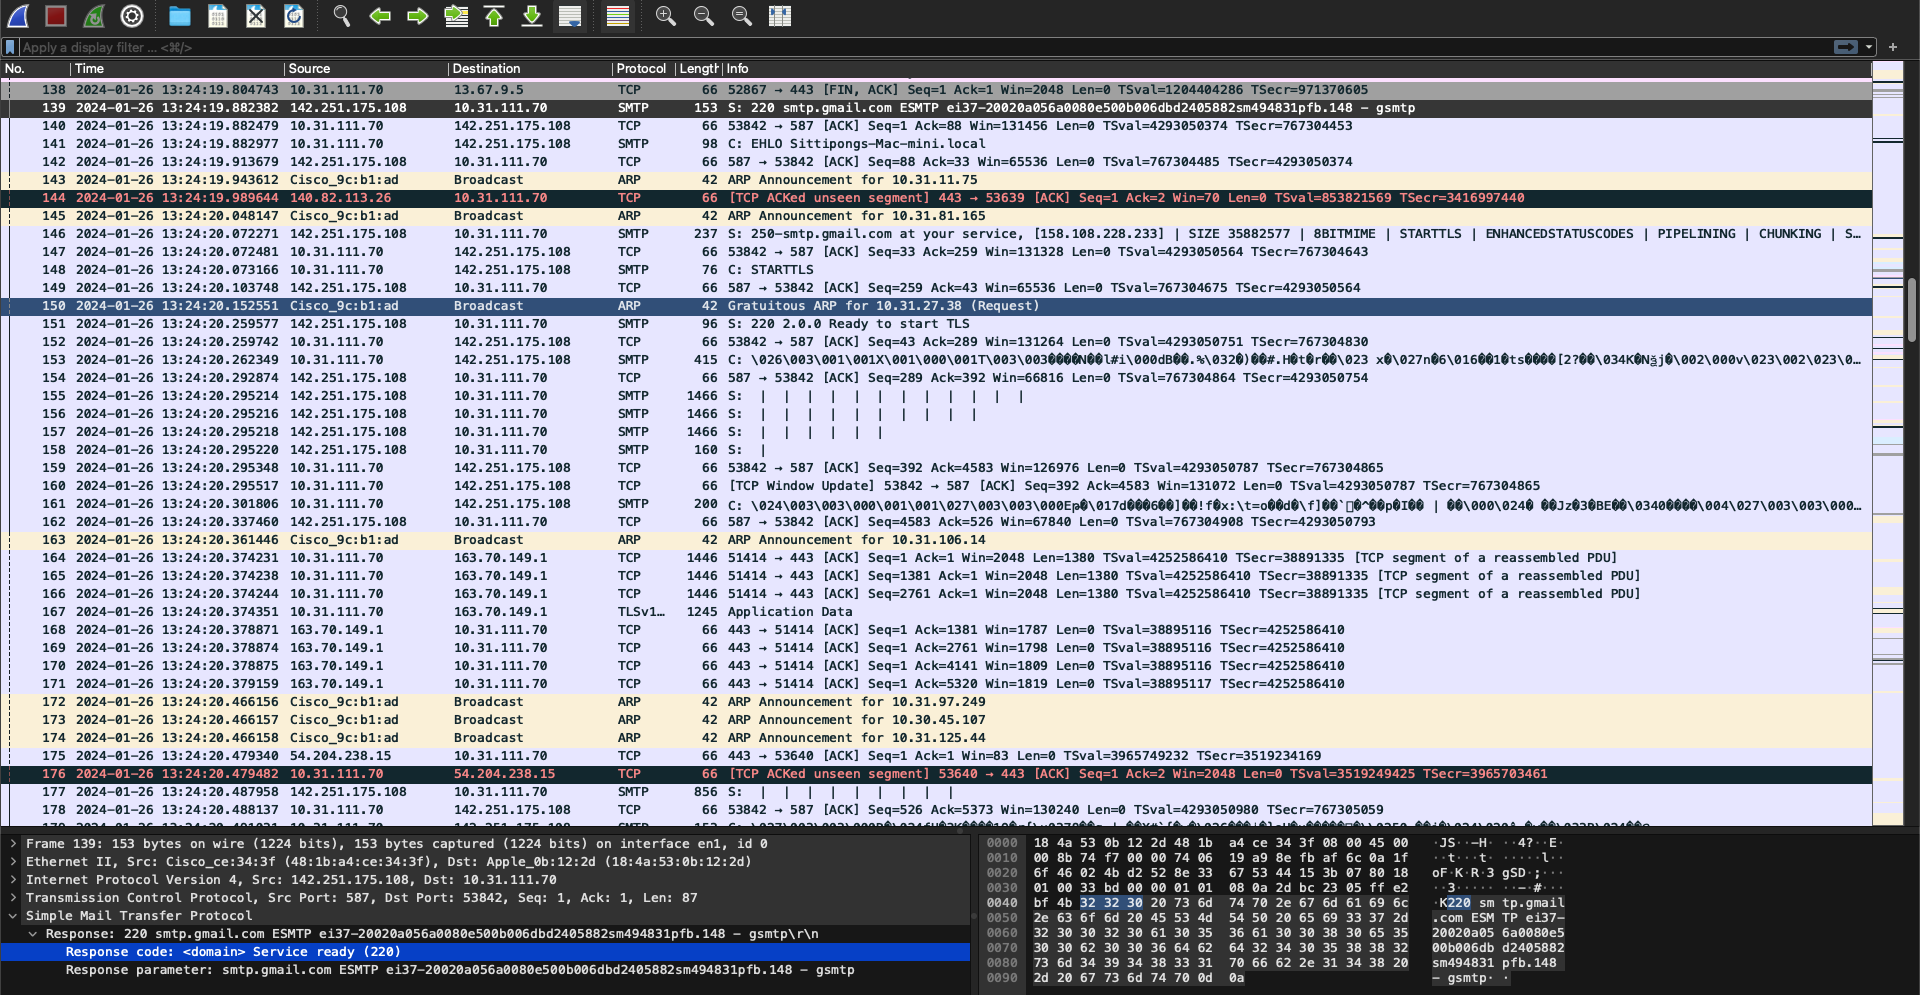 Apply a display filter ... <⌘/>
No. Time Source Destination Protocol Length Info
138 2024-01-26 13:24:19.804743 10.31.111.70 13.67.9.5 TCP 66 52867 → 443 [FIN, ACK] Seq=1 Ack=1 Win=2048 Len=0 TSval=1204404286 TSecr=971370605
139 2024-01-26 13:24:19.882382 142.251.175.108 10.31.111.70 SMTP 153 S: 220 smtp.gmail.com ESMTP ei37-20020a056a0080e500b006dbd2405882sm494831pfb.148 - gsmtp
140 2024-01-26 13:24:19.882479 10.31.111.70 142.251.175.108 TCP 66 53842 → 587 [ACK] Seq=1 Ack=88 Win=131456 Len=0 TSval=4293050374 TSecr=767304453
141 2024-01-26 13:24:19.882977 10.31.111.70 142.251.175.108 SMTP 98 C: EHLO Sittipongs-Mac-mini.local
142 2024-01-26 13:24:19.913679 142.251.175.108 10.31.111.70 TCP 66 587 → 53842 [ACK] Seq=88 Ack=33 Win=65536 Len=0 TSval=767304485 TSecr=4293050374
143 2024-01-26 13:24:19.943612 Cisco_9c:b1:ad Broadcast ARP 42 ARP Announcement for 10.31.11.75
144 2024-01-26 13:24:19.989644 140.82.113.26 10.31.111.70 TCP 66 [TCP ACKed unseen segment] 443 → 53639 [ACK] Seq=1 Ack=2 Win=70 Len=0 TSval=853821569 TSecr=3416997440
145 2024-01-26 13:24:20.048147 Cisco_9c:b1:ad Broadcast ARP 42 ARP Announcement for 10.31.81.165
146 2024-01-26 13:24:20.072271 142.251.175.108 10.31.111.70 SMTP 237 S: 250-smtp.gmail.com at your service, [158.108.228.233] | SIZE 35882577 | 8BITMIME | STARTTLS | ENHANCEDSTATUSCODES | PIPELINING | CHUNKING | S…
147 2024-01-26 13:24:20.072481 10.31.111.70 142.251.175.108 TCP 66 53842 → 587 [ACK] Seq=33 Ack=259 Win=131328 Len=0 TSval=4293050564 TSecr=767304643
148 2024-01-26 13:24:20.073166 10.31.111.70 142.251.175.108 SMTP 76 C: STARTTLS
149 2024-01-26 13:24:20.103748 142.251.175.108 10.31.111.70 TCP 66 587 → 53842 [ACK] Seq=259 Ack=43 Win=65536 Len=0 TSval=767304675 TSecr=4293050564
150 2024-01-26 13:24:20.152551 Cisco_9c:b1:ad Broadcast ARP 42 Gratuitous ARP for 10.31.27.38 (Request)
151 2024-01-26 13:24:20.259577 142.251.175.108 10.31.111.70 SMTP 96 S: 220 2.0.0 Ready to start TLS
152 2024-01-26 13:24:20.259742 10.31.111.70 142.251.175.108 TCP 66 53842 → 587 [ACK] Seq=43 Ack=289 Win=131264 Len=0 TSval=4293050751 TSecr=767304830
153 2024-01-26 13:24:20.262349 10.31.111.70 142.251.175.108 SMTP 415 C:
154 2024-01-26 13:24:20.292874 142.251.175.108 10.31.111.70 TCP 66 587 → 53842 [ACK] Seq=289 Ack=392 Win=66816 Len=0 TSval=767304864 TSecr=4293050754
155 2024-01-26 13:24:20.295214 142.251.175.108 10.31.111.70 SMTP 1466 S: | | | | | | | | | | | |
156 2024-01-26 13:24:20.295216 142.251.175.108 10.31.111.70 SMTP 1466 S: | | | | | | | | | |
157 2024-01-26 13:24:20.295218 142.251.175.108 10.31.111.70 SMTP 1466 S: | | | | | |
158 2024-01-26 13:24:20.295220 142.251.175.108 10.31.111.70 SMTP 160 S: |
159 2024-01-26 13:24:20.295348 10.31.111.70 142.251.175.108 TCP 66 53842 → 587 [ACK] Seq=392 Ack=4583 Win=126976 Len=0 TSval=4293050787 TSecr=767304865
160 2024-01-26 13:24:20.295517 10.31.111.70 142.251.175.108 TCP 66 [TCP Window Update] 53842 → 587 [ACK] Seq=392 Ack=4583 Win=131072 Len=0 TSval=4293050787 TSecr=767304865
161 2024-01-26 13:24:20.301806 10.31.111.70 142.251.175.108 SMTP 200 C:
162 2024-01-26 13:24:20.337460 142.251.175.108 10.31.111.70 TCP 66 587 → 53842 [ACK] Seq=4583 Ack=526 Win=67840 Len=0 TSval=767304908 TSecr=4293050793
163 2024-01-26 13:24:20.361446 Cisco_9c:b1:ad Broadcast ARP 42 ARP Announcement for 10.31.106.14
164 2024-01-26 13:24:20.374231 10.31.111.70 163.70.149.1 TCP 1446 51414 → 443 [ACK] Seq=1 Ack=1 Win=2048 Len=1380 TSval=4252586410 TSecr=38891335 [TCP segment of a reassembled PDU]
165 2024-01-26 13:24:20.374238 10.31.111.70 163.70.149.1 TCP 1446 51414 → 443 [ACK] Seq=1381 Ack=1 Win=2048 Len=1380 TSval=4252586410 TSecr=38891335 [TCP segment of a reassembled PDU]
166 2024-01-26 13:24:20.374244 10.31.111.70 163.70.149.1 TCP 1446 51414 → 443 [ACK] Seq=2761 Ack=1 Win=2048 Len=1380 TSval=4252586410 TSecr=38891335 [TCP segment of a reassembled PDU]
167 2024-01-26 13:24:20.374351 10.31.111.70 163.70.149.1 TLSv1… 1245 Application Data
168 2024-01-26 13:24:20.378871 163.70.149.1 10.31.111.70 TCP 66 443 → 51414 [ACK] Seq=1 Ack=1381 Win=1787 Len=0 TSval=38895116 TSecr=4252586410
169 2024-01-26 13:24:20.378874 163.70.149.1 10.31.111.70 TCP 66 443 → 51414 [ACK] Seq=1 Ack=2761 Win=1798 Len=0 TSval=38895116 TSecr=4252586410
170 2024-01-26 13:24:20.378875 163.70.149.1 10.31.111.70 TCP 66 443 → 51414 [ACK] Seq=1 Ack=4141 Win=1809 Len=0 TSval=38895116 TSecr=4252586410
171 2024-01-26 13:24:20.379159 163.70.149.1 10.31.111.70 TCP 66 443 → 51414 [ACK] Seq=1 Ack=5320 Win=1819 Len=0 TSval=38895117 TSecr=4252586410
172 2024-01-26 13:24:20.466156 Cisco_9c:b1:ad Broadcast ARP 42 ARP Announcement for 10.31.97.249
173 2024-01-26 13:24:20.466157 Cisco_9c:b1:ad Broadcast ARP 42 ARP Announcement for 10.30.45.107
174 2024-01-26 13:24:20.466158 Cisco_9c:b1:ad Broadcast ARP 42 ARP Announcement for 10.31.125.44
175 2024-01-26 13:24:20.479340 54.204.238.15 10.31.111.70 TCP 66 443 → 53640 [ACK] Seq=1 Ack=1 Win=83 Len=0 TSval=3965749232 TSecr=3519234169
176 2024-01-26 13:24:20.479482 10.31.111.70 54.204.238.15 TCP 66 [TCP ACKed unseen segment] 53640 → 443 [ACK] Seq=1 Ack=2 Win=2048 Len=0 TSval=3519249425 TSecr=3965703461
177 2024-01-26 13:24:20.487958 142.251.175.108 10.31.111.70 SMTP 856 S: | | | | | | | | |
178 2024-01-26 13:24:20.488137 10.31.111.70 142.251.175.108 TCP 66 53842 → 587 [ACK] Seq=526 Ack=5373 Win=130240 Len=0 TSval=4293050980 TSecr=767305059
Frame 139: 153 bytes on wire (1224 bits), 153 bytes captured (1224 bits) on interface en1, id 0
Ethernet II, Src: Cisco_ce:34:3f (48:1b:a4:ce:34:3f), Dst: Apple_0b:12:2d (18:4a:53:0b:12:2d)
Internet Protocol Version 4, Src: 142.251.175.108, Dst: 10.31.111.70
Transmission Control Protocol, Src Port: 587, Dst Port: 53842, Seq: 1, Ack: 1, Len: 87
Simple Mail Transfer Protocol
Response: 220 smtp.gmail.com ESMTP ei37-20020a056a0080e500b006dbd2405882sm494831pfb.148 - gsmtp\r\n
Response code: <domain> Service ready (220)
Response parameter: smtp.gmail.com ESMTP ei37-20020a056a0080e500b006dbd2405882sm494831pfb.148 - gsmtp
0000 18 4a 53 0b 12 2d 48 1b a4 ce 34 3f 08 00 45 00 ·JS··-H· ··4?··E·
0010 00 8b 74 f7 00 00 74 06 19 a9 8e fb af 6c 0a 1f ··t···t· ·····l··
0020 6f 46 02 4b d2 52 8e 33 67 53 44 15 3b 07 80 18 oF·K·R·3 gSD·;···
0030 01 00 33 bd 00 00 01 01 08 0a 2d bc 23 05 ff e2 ··3····· ··-·#···
0040 bf 4b 32 32 30 20 73 6d 74 70 2e 67 6d 61 69 6c ·K220 sm tp.gmail
0050 2e 63 6f 6d 20 45 53 4d 54 50 20 65 69 33 37 2d .com ESM TP ei37-
0060 32 30 30 32 30 61 30 35 36 61 30 30 38 30 65 35 20020a05 6a0080e5
0070 30 30 62 30 30 36 64 62 64 32 34 30 35 38 38 32 00b006db d2405882
0080 73 6d 34 39 34 38 33 31 70 66 62 2e 31 34 38 20 sm494831 pfb.148
0090 2d 20 67 73 6d 74 70 0d 0a - gsmtp· ·